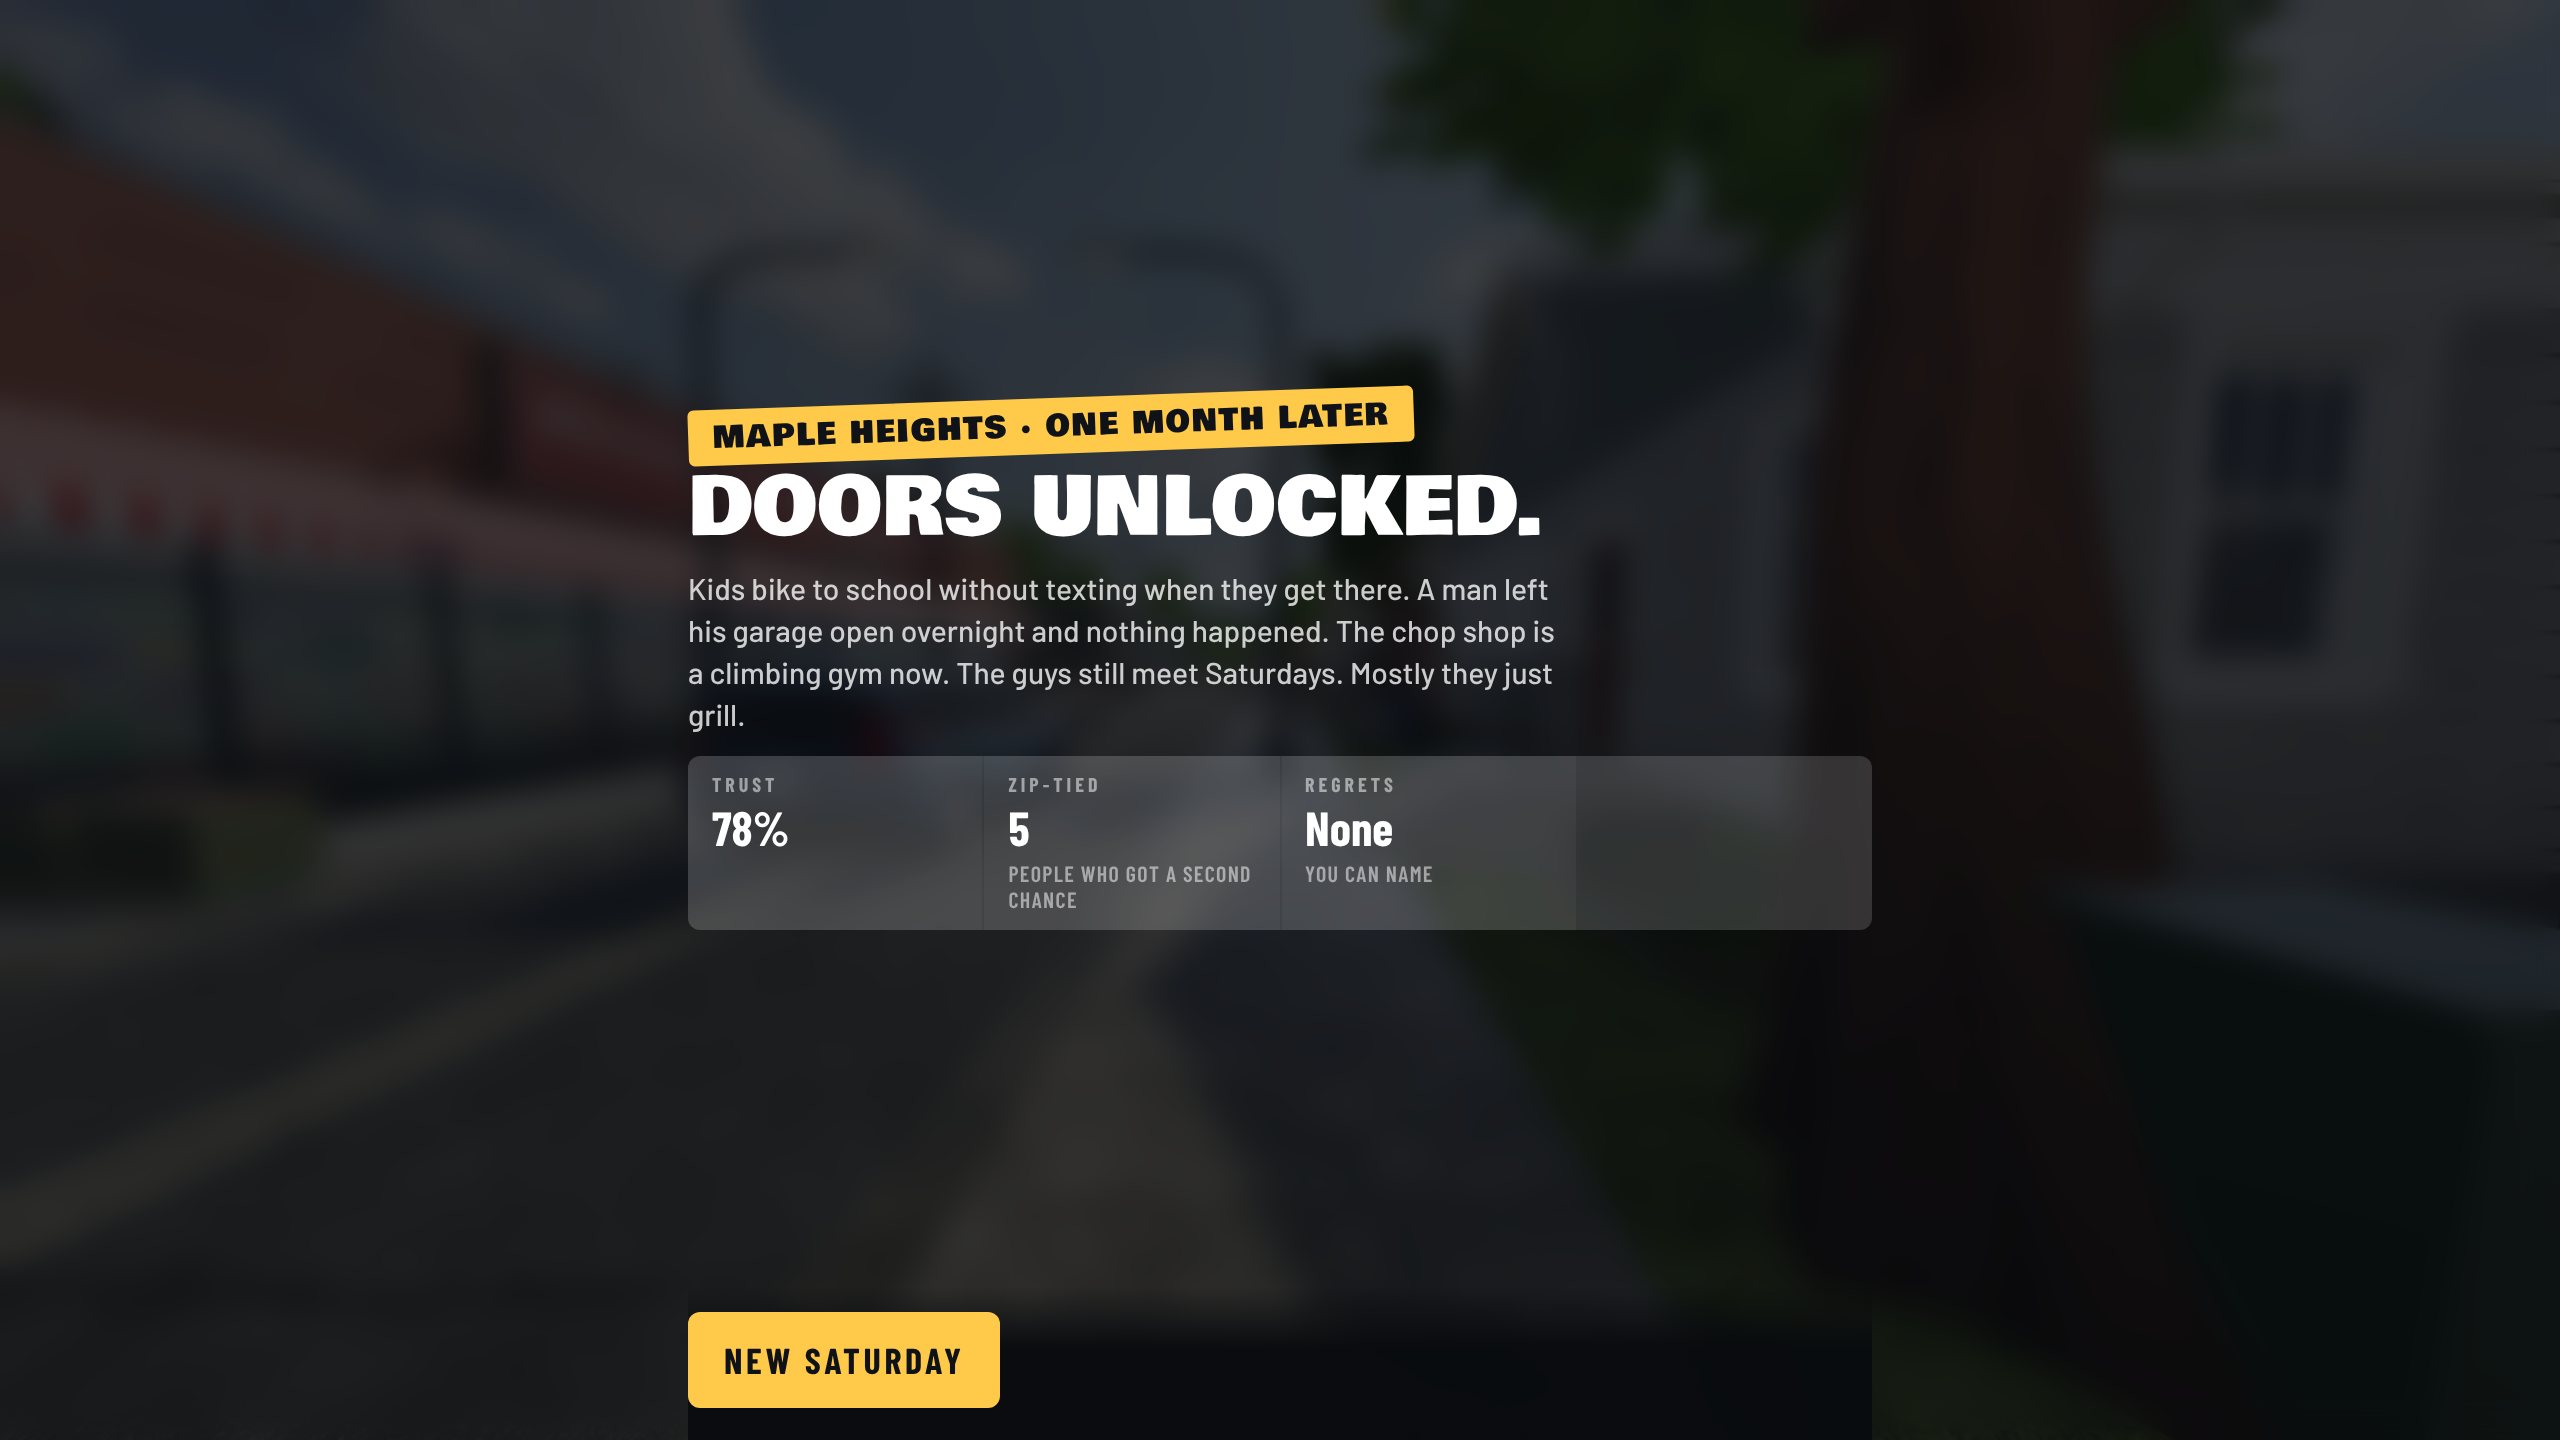 MAPLE HEIGHTS · ONE MONTH LATER
DOORS UNLOCKED.
Kids bike to school without texting when they get there. A man left
his garage open overnight and nothing happened. The chop shop is
a climbing gym now. The guys still meet Saturdays. Mostly they just
grill.
TRUST
78%
ZIP-TIED
5
PEOPLE WHO GOT A SECOND
CHANCE
REGRETS
None
YOU CAN NAME
NEW SATURDAY